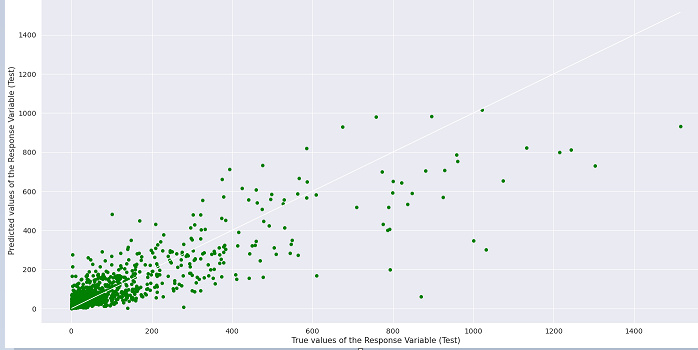 1400
1200
1000
800
600
400
200
0
Predicted values of the Response Variable (Test)
0 200 400 600 800 1000 1200 1400
True values of the Response Variable (Test)